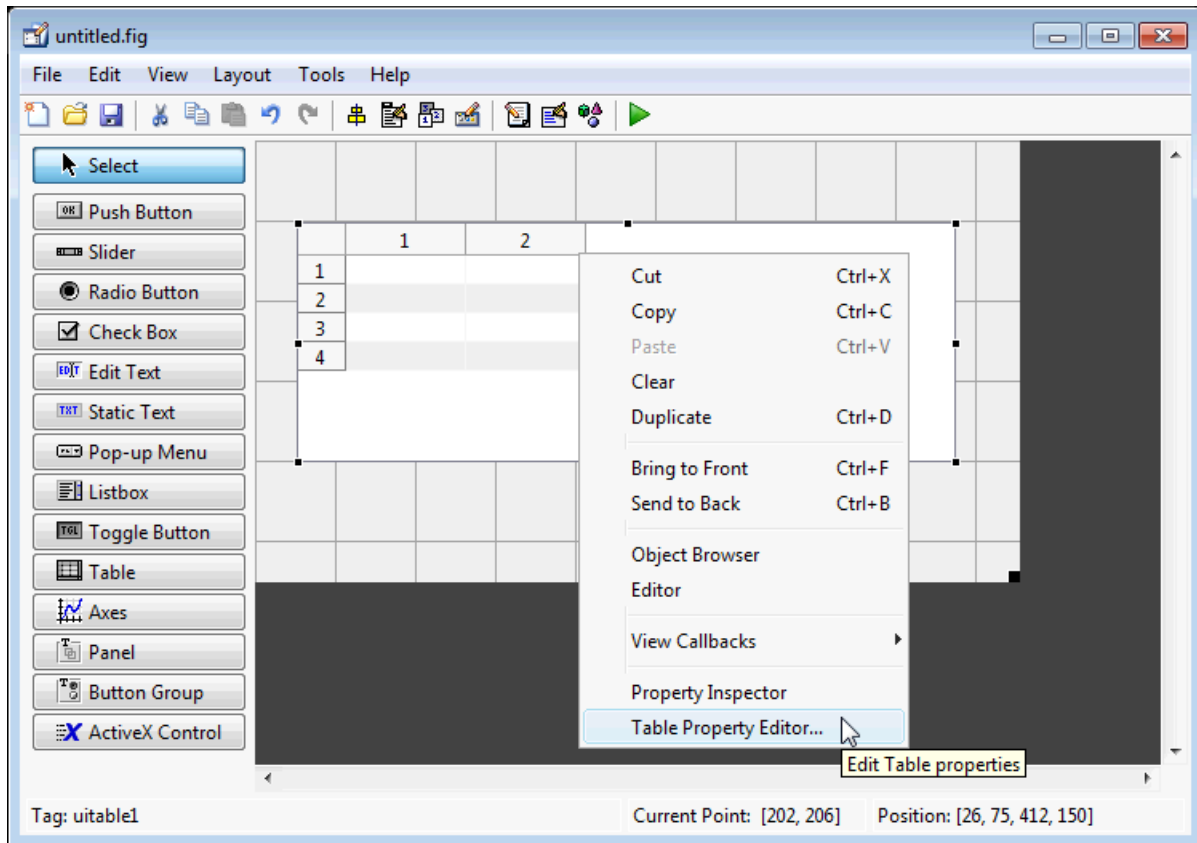 untitled.fig
File Edit View Layout Tools Help
Select
OK Push Button
Slider
Radio Button
Check Box
EDIT Edit Text
TXT Static Text
Pop-up Menu
Listbox
TGL Toggle Button
Table
Axes
Panel
Button Group
X ActiveX Control
1 2
1
2
3
4
Cut Ctrl+X
Copy Ctrl+C
Paste Ctrl+V
Clear
Duplicate Ctrl+D
Bring to Front Ctrl+F
Send to Back Ctrl+B
Object Browser
Editor
View Callbacks
Property Inspector
Table Property Editor...
Edit Table properties
Tag: uitable1 Current Point: [202, 206] Position: [26, 75, 412, 150]